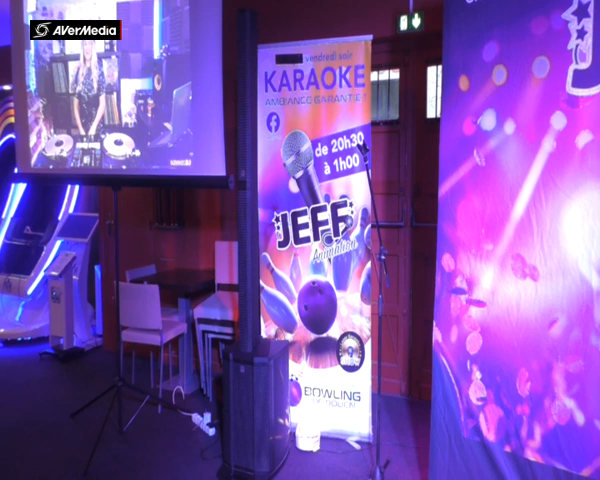 AVerMedia
vendredi soir
KARAOKE
AMBIANCE GARANTIE !
de 20h30
à 1h00
JEFF
Animation
BOWLING